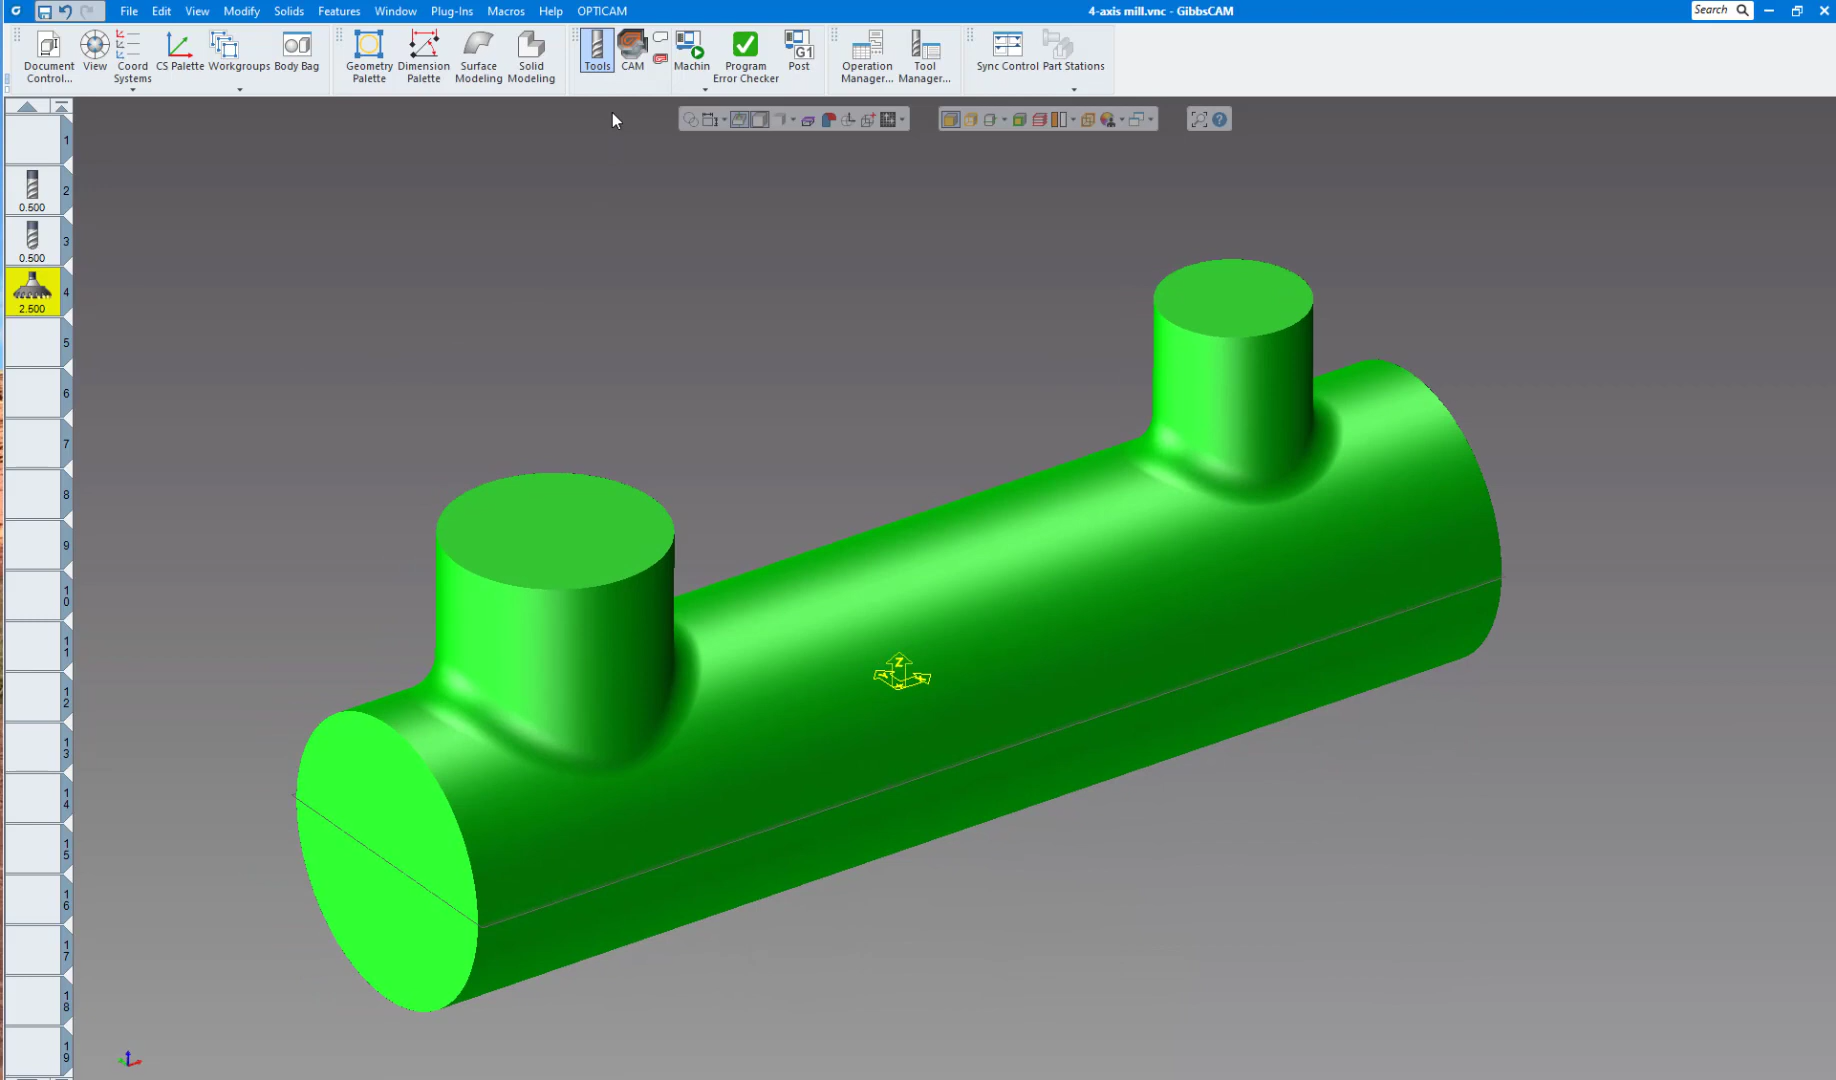 File Edit View Modify Solids Features Window Plug-Ins Macros Help OPTICAM
4-axis mill.vnc - GibbsCAM
Search
Document Control...
View
Coord Systems
CS Palette
Workgroups
Body Bag
Geometry Palette
Dimension Palette
Surface Modeling
Solid Modeling
Tools
CAM
Machin
Program Error Checker
G1
Post
Operation Manager...
Tool Manager...
Sync Control
Part Stations
1
2
0.500
3
0.500
4
2.500
5
6
7
8
9
10
11
12
13
14
15
16
17
18
19
Z